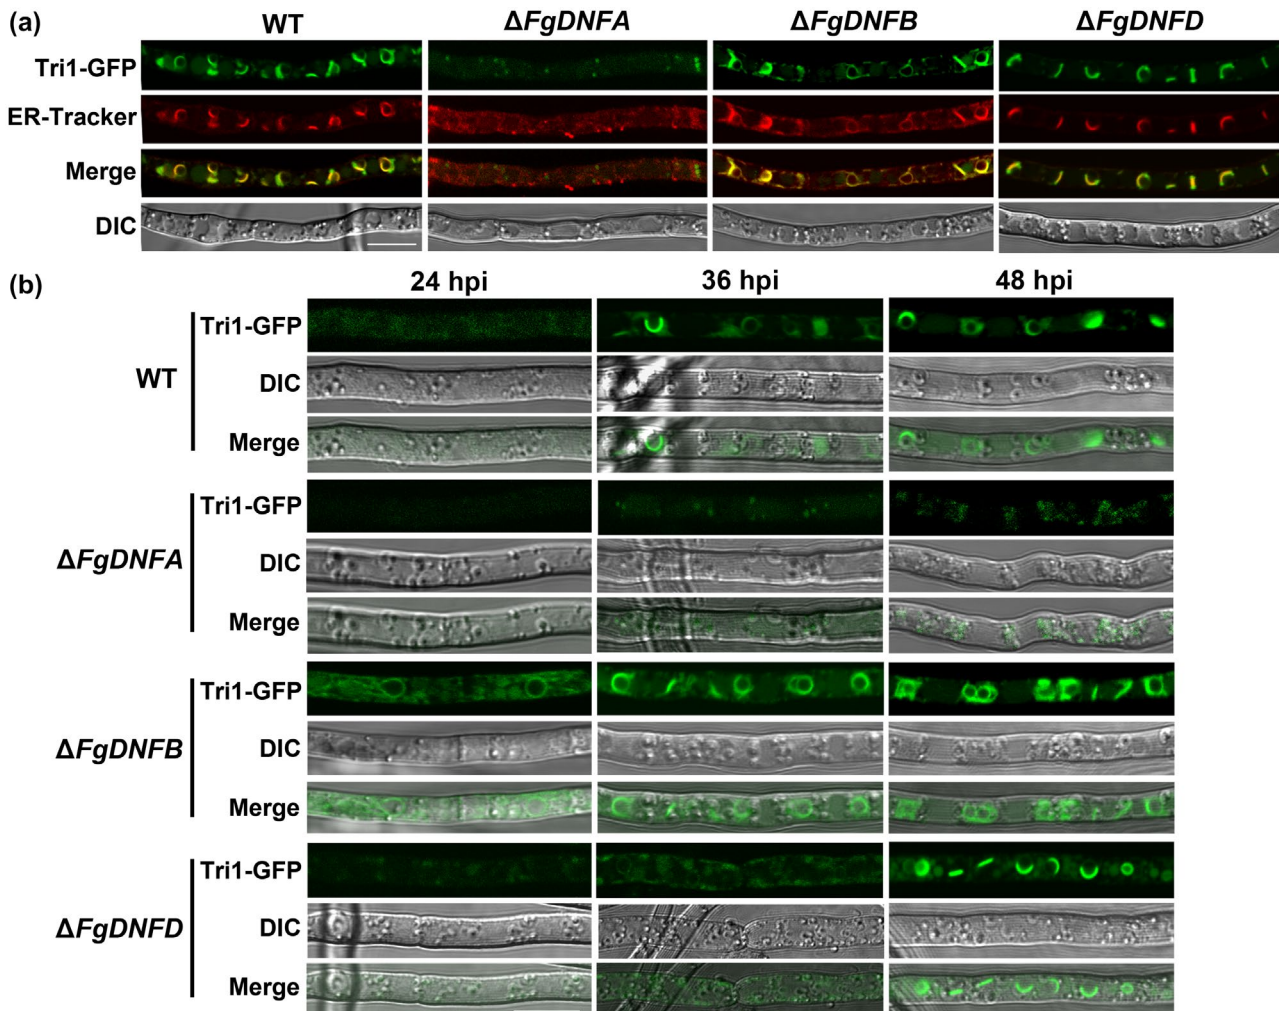 (a)
WT ΔFgDNFA ΔFgDNFB ΔFgDNFD
Tri1-GFP
ER-Tracker
Merge
DIC
(b)
24 hpi 36 hpi 48 hpi
WT
Tri1-GFP
DIC
Merge
ΔFgDNFA
Tri1-GFP
DIC
Merge
ΔFgDNFB
Tri1-GFP
DIC
Merge
ΔFgDNFD
Tri1-GFP
DIC
Merge